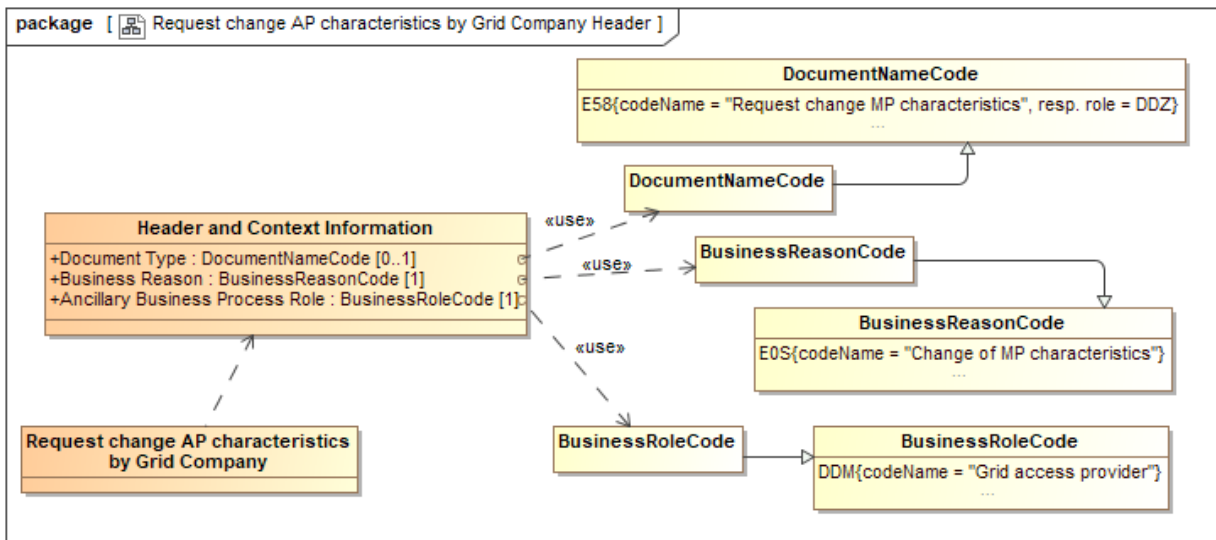 package [ Request change AP characteristics by Grid Company Header ]
DocumentNameCode
E58{codeName = "Request change MP characteristics", resp. role = DDZ}
...
DocumentNameCode
«use»
Header and Context Information
+Document Type : DocumentNameCode [0..1]
+Business Reason : BusinessReasonCode [1]
+Ancillary Business Process Role : BusinessRoleCode [1]
«use»
BusinessReasonCode
BusinessReasonCode
E0S{codeName = "Change of MP characteristics"}
...
«use»
Request change AP characteristics
by Grid Company
BusinessRoleCode
BusinessRoleCode
DDM{codeName = "Grid access provider"}
...